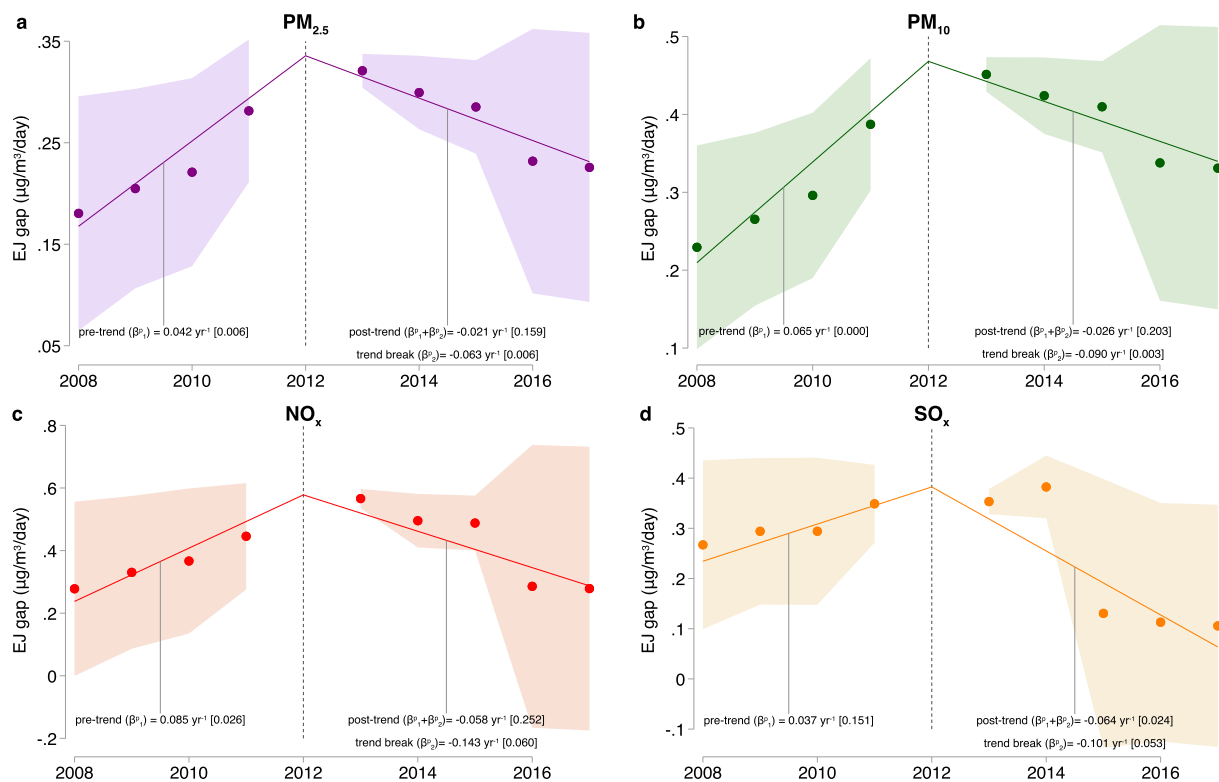 a
PM2.5
EJ gap (μg/m³/day)
.35
.25
.15
.05
pre-trend (βᵖ₁) = 0.042 yr⁻¹ [0.006]
post-trend (βᵖ₁+βᵖ₂)= -0.021 yr⁻¹ [0.159]
trend break (βᵖ₂)= -0.063 yr⁻¹ [0.006]
2008 2010 2012 2014 2016
b
PM10
EJ gap (μg/m³/day)
.5
.4
.3
.2
.1
pre-trend (βᵖ₁) = 0.065 yr⁻¹ [0.000]
post-trend (βᵖ₁+βᵖ₂)= -0.026 yr⁻¹ [0.203]
trend break (βᵖ₂)= -0.090 yr⁻¹ [0.003]
2008 2010 2012 2014 2016
c
NOx
EJ gap (μg/m³/day)
.8
.6
.4
.2
0
-.2
pre-trend (βᵖ₁) = 0.085 yr⁻¹ [0.026]
post-trend (βᵖ₁+βᵖ₂)= -0.058 yr⁻¹ [0.252]
trend break (βᵖ₂)= -0.143 yr⁻¹ [0.060]
2008 2010 2012 2014 2016
d
SOx
EJ gap (μg/m³/day)
.5
.4
.3
.2
.1
0
-.1
pre-trend (βᵖ₁) = 0.037 yr⁻¹ [0.151]
post-trend (βᵖ₁+βᵖ₂)= -0.064 yr⁻¹ [0.024]
trend break (βᵖ₂)= -0.101 yr⁻¹ [0.053]
2008 2010 2012 2014 2016